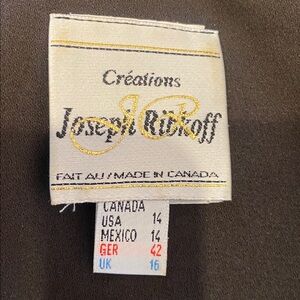 Créations
Joseph Ribkoff
FAIT AU/MADE IN CANADA
CANADA
USA 14
MEXICO 14
GER 42
UK 16